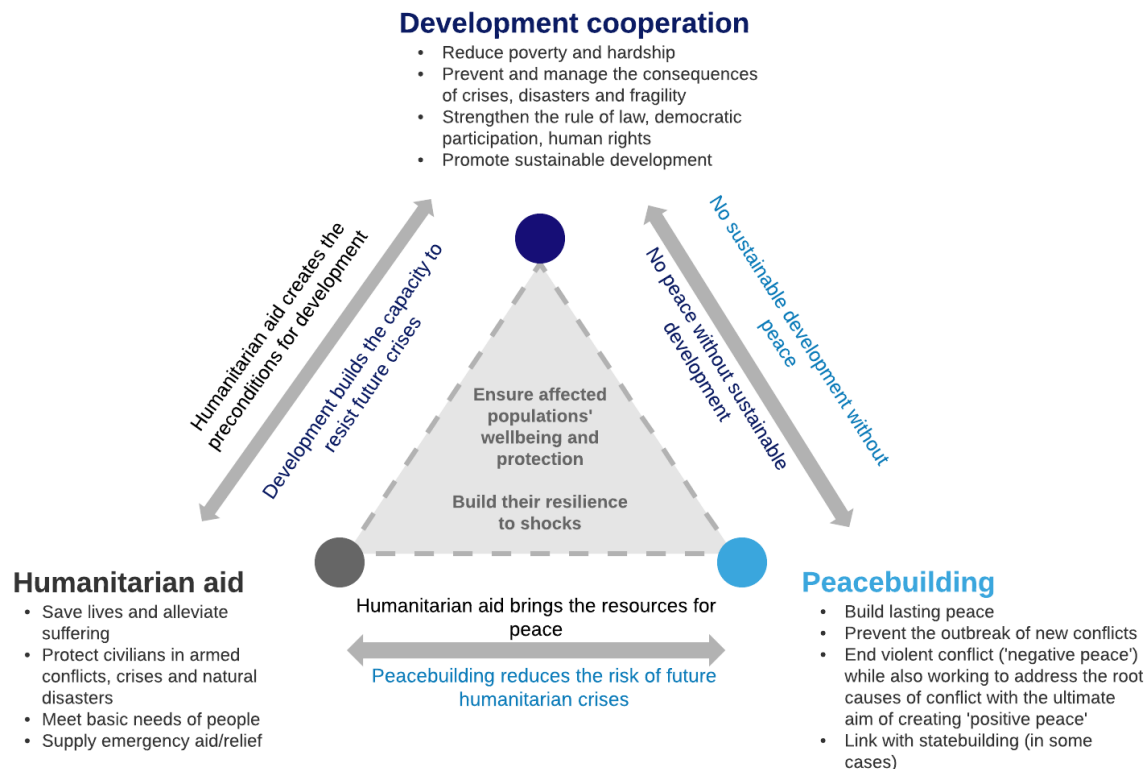 Development cooperation
• Reduce poverty and hardship
• Prevent and manage the consequences
of crises, disasters and fragility
• Strengthen the rule of law, democratic
participation, human rights
• Promote sustainable development
Humanitarian aid creates the
preconditions for development
Development builds the capacity to
resist future crises
No peace without sustainable
development
No sustainable development without
peace
Ensure affected
populations'
wellbeing and
protection
Build their resilience
to shocks
Humanitarian aid
• Save lives and alleviate
suffering
• Protect civilians in armed
conflicts, crises and natural
disasters
• Meet basic needs of people
• Supply emergency aid/relief
Humanitarian aid brings the resources for
peace
Peacebuilding reduces the risk of future
humanitarian crises
Peacebuilding
• Build lasting peace
• Prevent the outbreak of new conflicts
• End violent conflict ('negative peace')
while also working to address the root
causes of conflict with the ultimate
aim of creating 'positive peace'
• Link with statebuilding (in some
cases)